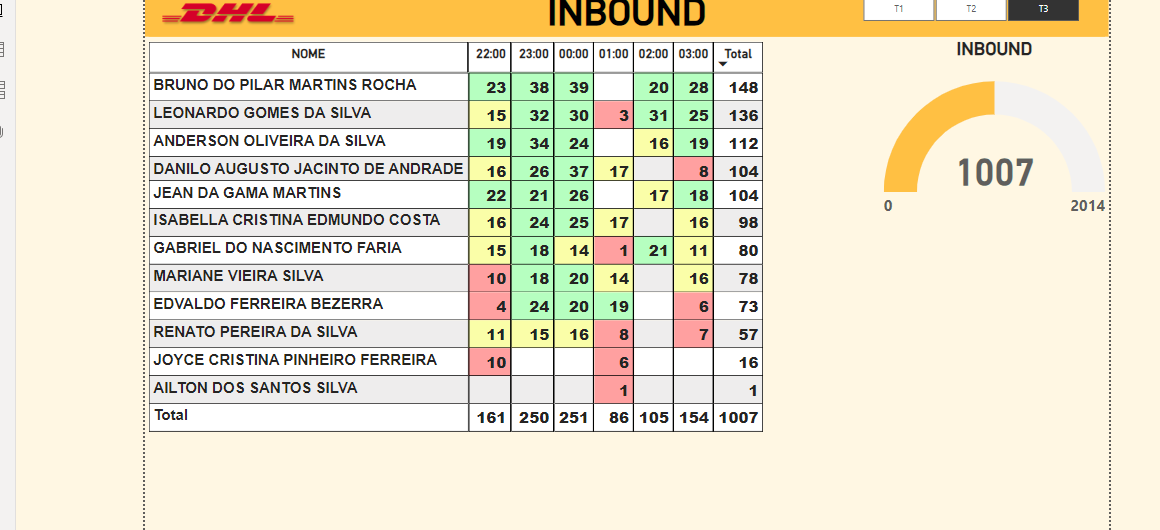 DHL
INBOUND
T1 T2 T3
NOME 22:00 23:00 00:00 01:00 02:00 03:00 Total
BRUNO DO PILAR MARTINS ROCHA 23 38 39 20 28 148
LEONARDO GOMES DA SILVA 15 32 30 3 31 25 136
ANDERSON OLIVEIRA DA SILVA 19 34 24 16 19 112
DANILO AUGUSTO JACINTO DE ANDRADE 16 26 37 17 8 104
JEAN DA GAMA MARTINS 22 21 26 17 18 104
ISABELLA CRISTINA EDMUNDO COSTA 16 24 25 17 16 98
GABRIEL DO NASCIMENTO FARIA 15 18 14 1 21 11 80
MARIANE VIEIRA SILVA 10 18 20 14 16 78
EDVALDO FERREIRA BEZERRA 4 24 20 19 6 73
RENATO PEREIRA DA SILVA 11 15 16 8 7 57
JOYCE CRISTINA PINHEIRO FERREIRA 10 6 16
AILTON DOS SANTOS SILVA 1 1
Total 161 250 251 86 105 154 1007
INBOUND
1007
0 2014